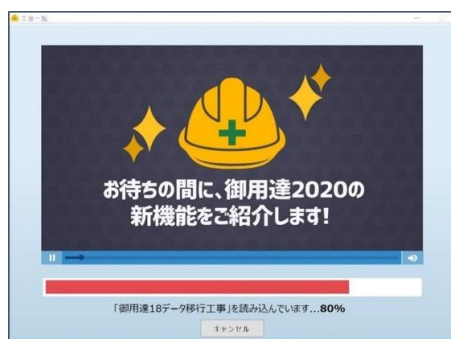 工事一覧
お待ちの間に、御用達2020の
新機能をご紹介します!
「御用達18データ移行工事」を読み込んでいます...80%
キャンセル